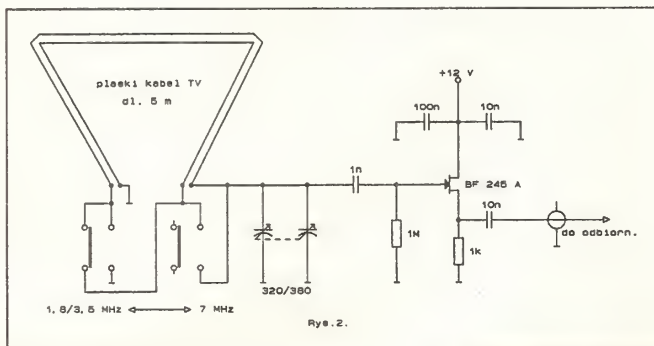 płaski kabel TV
dł. 5 m
+12 V
100n
10n
1n
BF 245 A
10n
1M
1k
do odbiorn.
320/380
1,8/3,5 MHz
7 MHz
Rys.2.